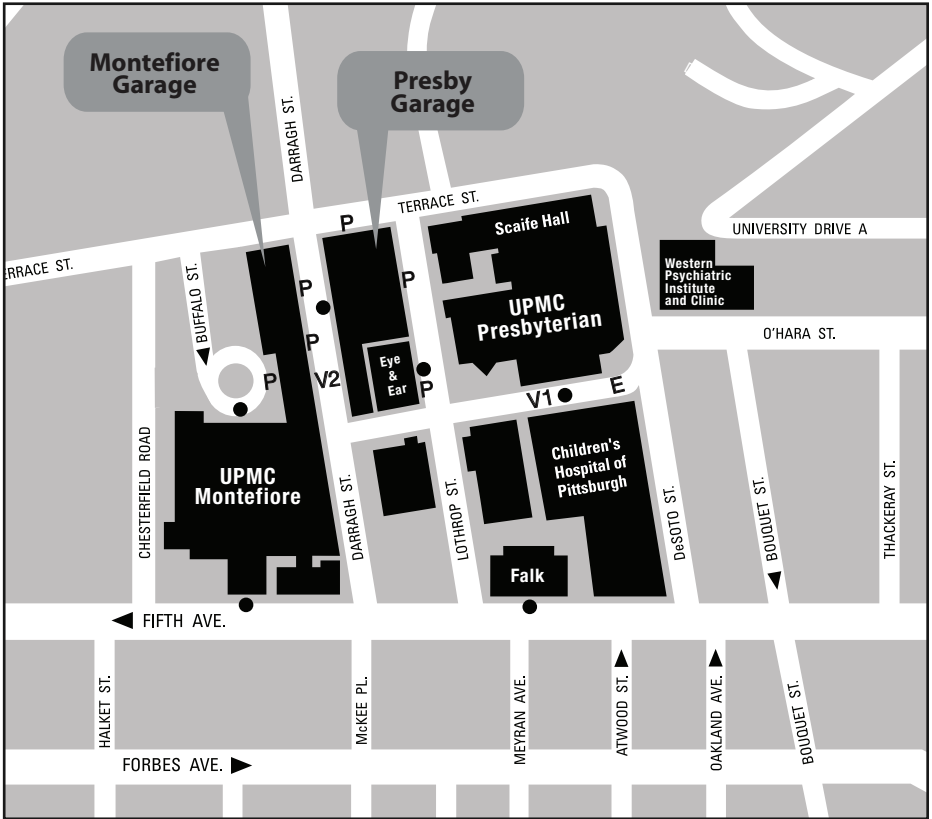 Montefiore
Garage
Presby
Garage
DARRAGH ST.
TERRACE ST.
P
Scaife Hall
UNIVERSITY DRIVE A
ERRACE ST.
BUFFALO ST.
P
P
Western
Psychiatric
Institute
and Clinic
UPMC
Presbyterian
O'HARA ST.
P
Eye
&
Ear
P
V2
P
V1
E
CHESTERFIELD ROAD
UPMC
Montefiore
DARRAGH ST.
LOTHROP ST.
Children's
Hospital of
Pittsburgh
DeSOTO ST.
BOUQUET ST.
THACKERAY ST.
Falk
FIFTH AVE.
HALKET ST.
McKEE PL.
MEYRAN AVE.
ATWOOD ST.
OAKLAND AVE.
BOUQUET ST.
FORBES AVE.